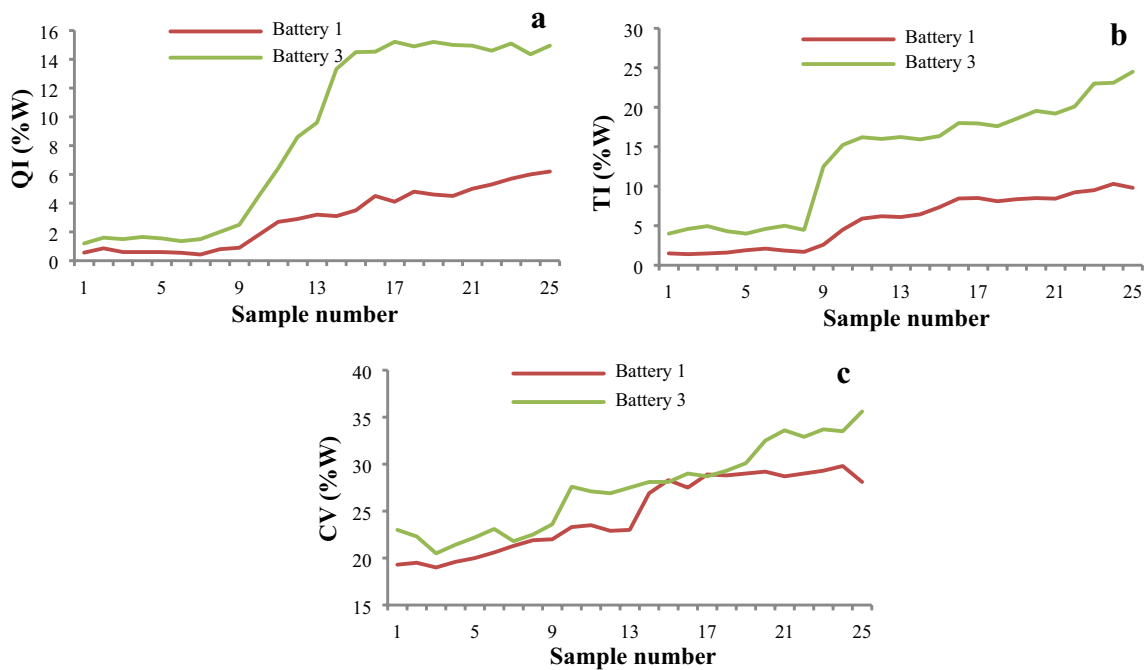 a
Battery 1
Battery 3
QI (%W)
16
14
12
10
8
6
4
2
0
1 5 9 13 17 21 25
Sample number
b
Battery 1
Battery 3
TI (%W)
30
25
20
15
10
5
0
1 5 9 13 17 21 25
Sample number
c
Battery 1
Battery 3
CV (%W)
40
35
30
25
20
15
1 5 9 13 17 21 25
Sample number